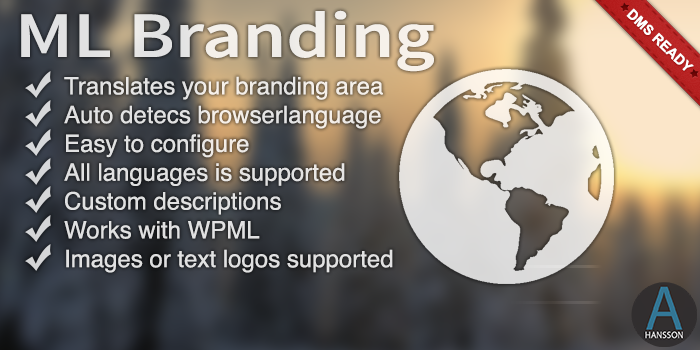 ML Branding
DMS READY
Translates your branding area
Auto detecs browserlanguage
Easy to configure
All languages is supported
Custom descriptions
Works with WPML
Images or text logos supported
A
HANSSON